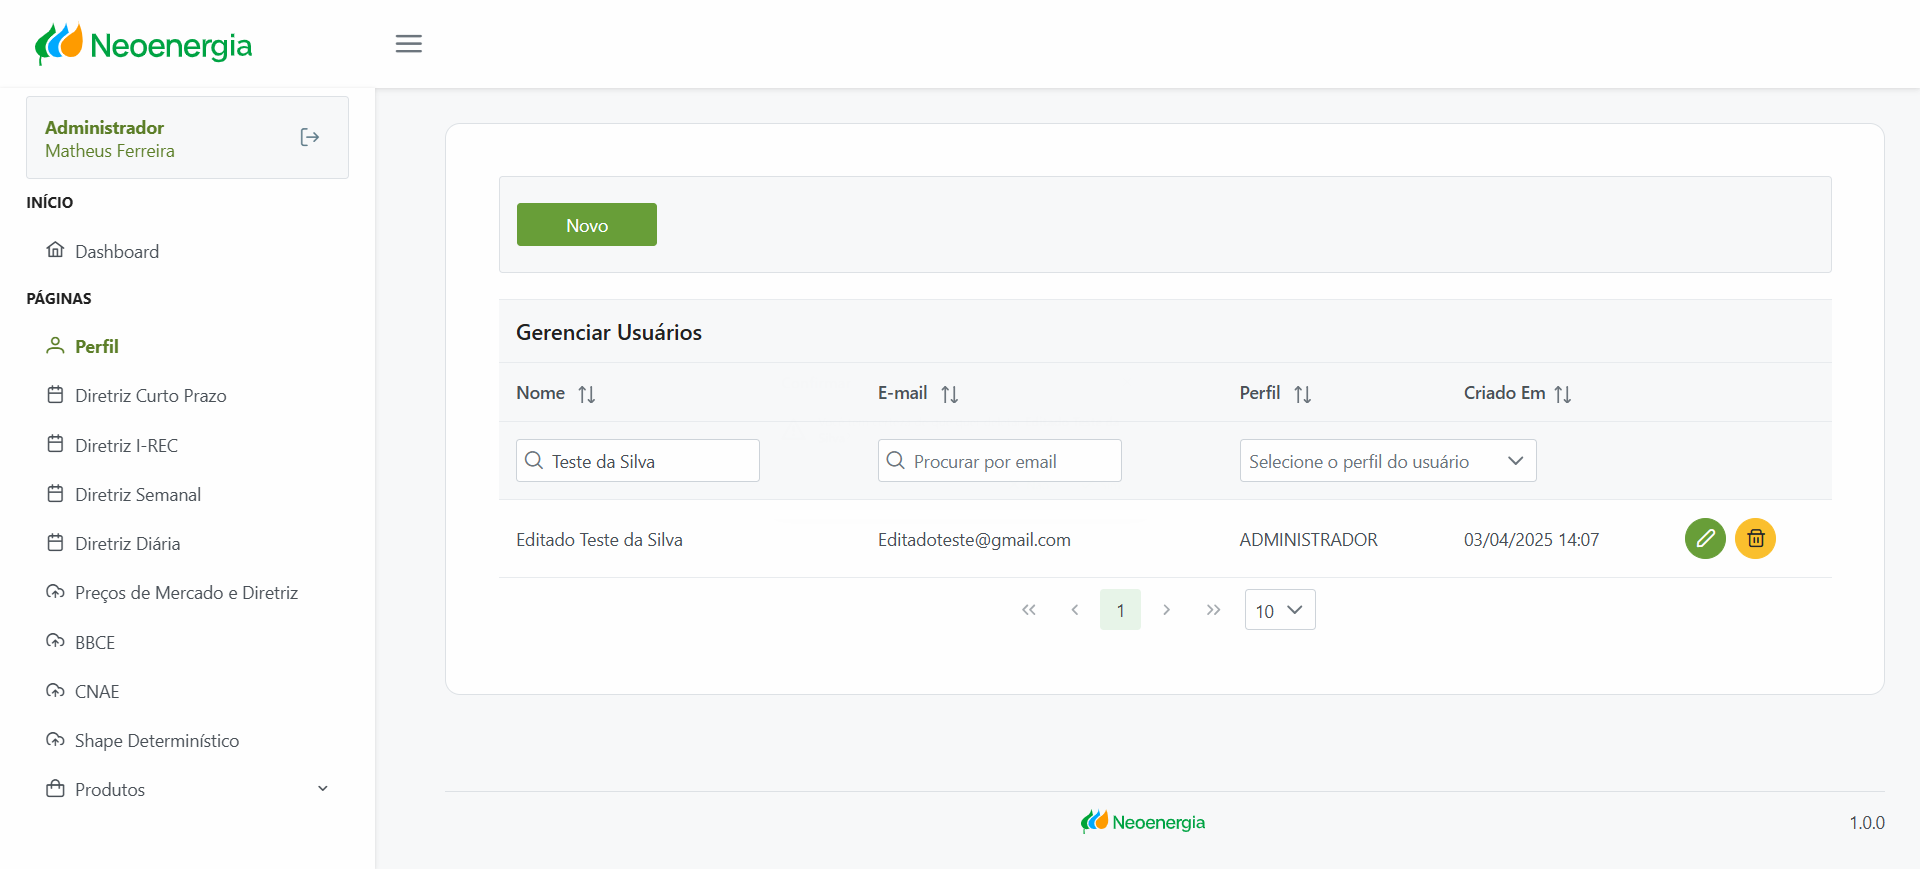 Neoenergia
Administrador
Matheus Ferreira
INÍCIO
Dashboard
PÁGINAS
Perfil
Diretriz Curto Prazo
Diretriz I-REC
Diretriz Semanal
Diretriz Diária
Preços de Mercado e Diretriz
BBCE
CNAE
Shape Determinístico
Produtos
Novo
Gerenciar Usuários
Nome E-mail Perfil Criado Em
Teste da Silva Procurar por email Selecione o perfil do usuário
Editado Teste da Silva Editadoteste@gmail.com ADMINISTRADOR 03/04/2025 14:07
1 10
Neoenergia
1.0.0